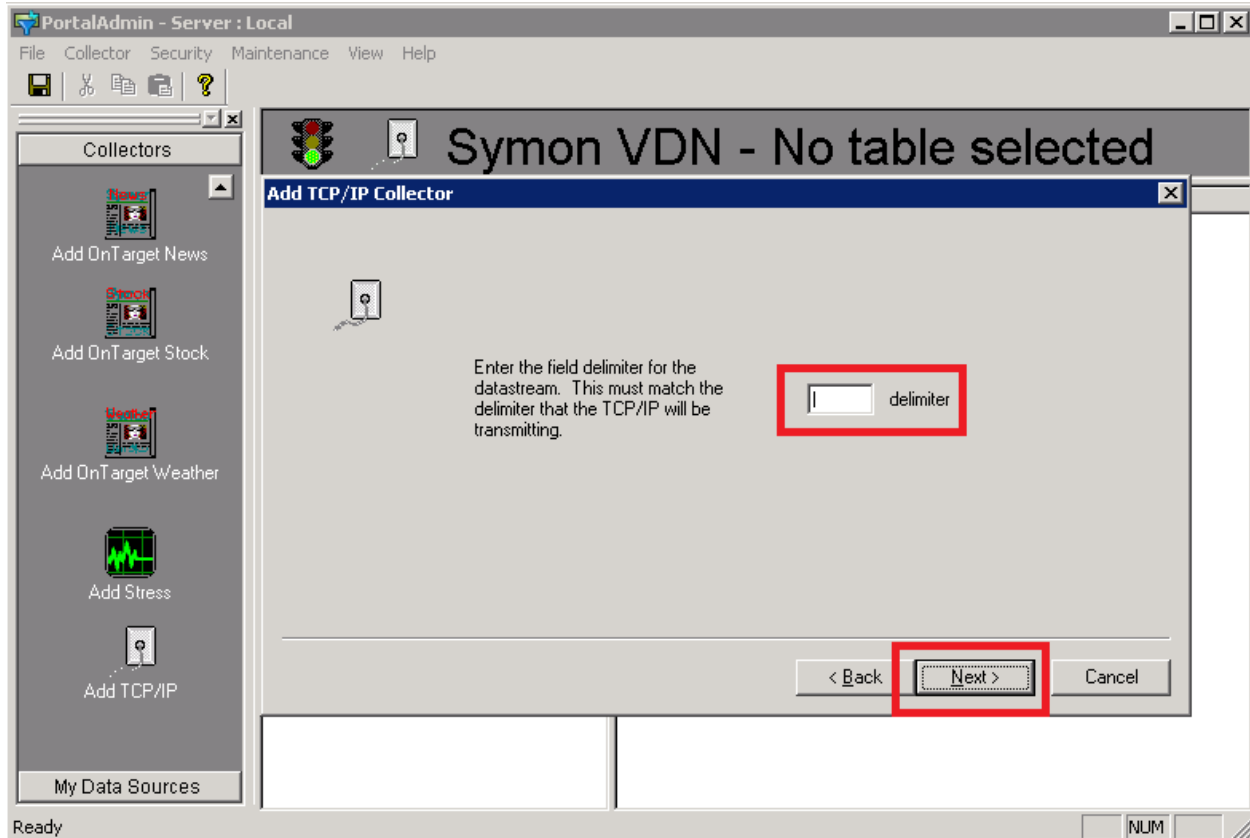 PortalAdmin - Server : Local
File Collector Security Maintenance View Help
Collectors
Symon VDN - No table selected
News
Add OnTarget News
Stock
Add OnTarget Stock
Weather
Add OnTarget Weather
Add Stress
Add TCP/IP
My Data Sources
Add TCP/IP Collector
Enter the field delimiter for the
datastream. This must match the
delimiter that the TCP/IP will be
transmitting.
| delimiter
< Back Next > Cancel
Ready NUM